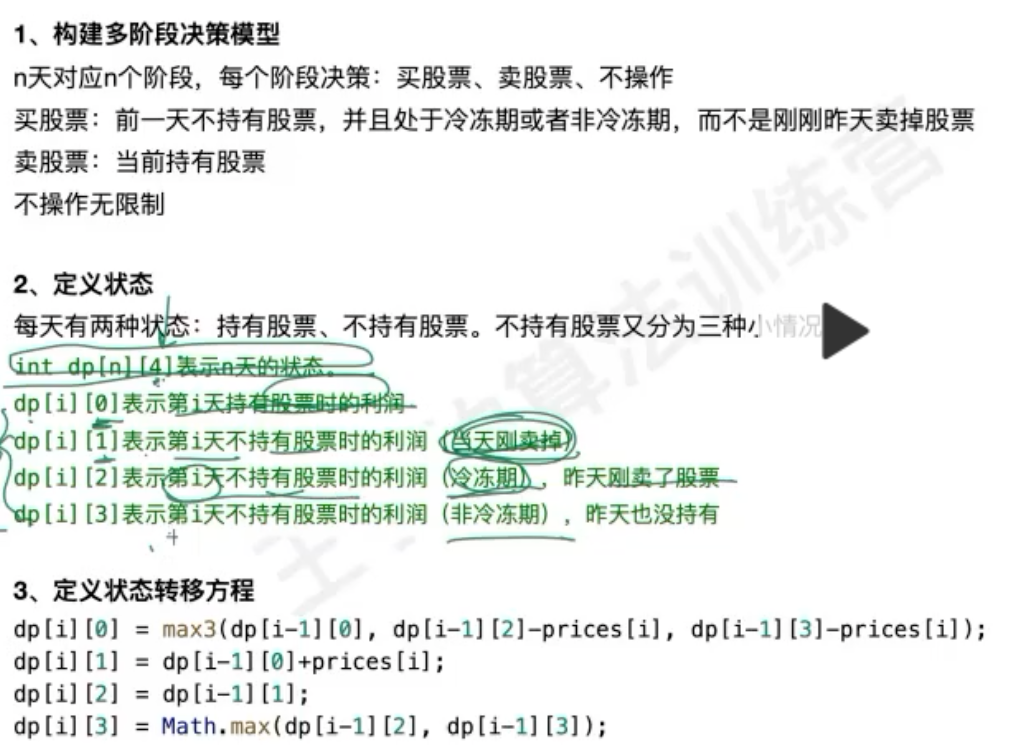 1、构建多阶段决策模型
n天对应n个阶段，每个阶段决策：买股票、卖股票、不操作
买股票：前一天不持有股票，并且处于冷冻期或者非冷冻期，而不是刚刚昨天卖掉股票
卖股票：当前持有股票
不操作无限制
2、定义状态
每天有两种状态：持有股票、不持有股票。不持有股票又分为三种小情况
int dp[n][4]表示n天的状态。
dp[i][0]表示第i天持有股票时的利润
dp[i][1]表示第i天不持有股票时的利润（当天刚卖掉）
dp[i][2]表示第i天不持有股票时的利润（冷冻期），昨天刚卖了股票
dp[i][3]表示第i天不持有股票时的利润（非冷冻期），昨天也没持有
3、定义状态转移方程
dp[i][0] = max3(dp[i-1][0], dp[i-1][2]-prices[i], dp[i-1][3]-prices[i]);
dp[i][1] = dp[i-1][0]+prices[i];
dp[i][2] = dp[i-1][1];
dp[i][3] = Math.max(dp[i-1][2], dp[i-1][3]);
算法训练营